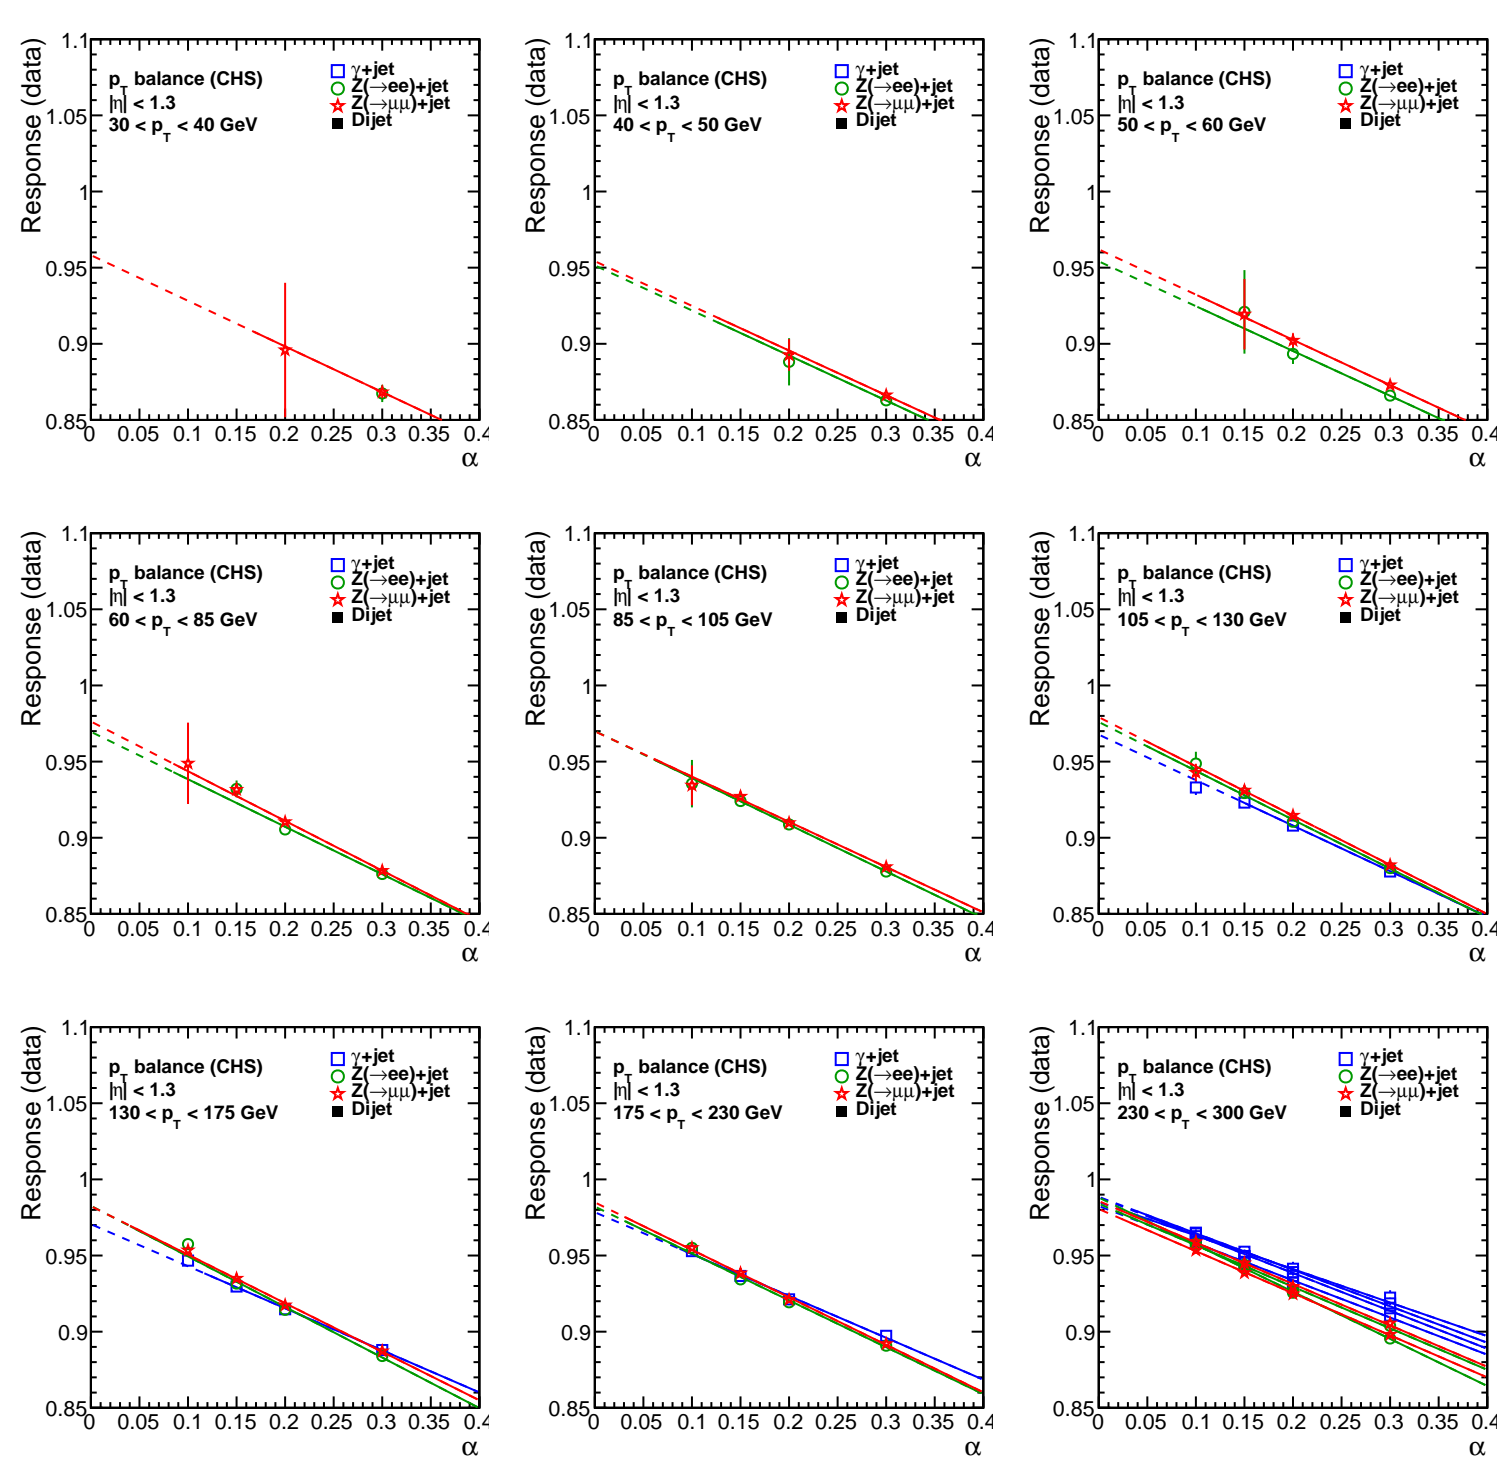 Response (data)
1.1
1.05
1
0.95
0.9
0.85
p_T balance (CHS)
|η| < 1.3
30 < p_T < 40 GeV
γ+jet
Z(→ee)+jet
Z(→μμ)+jet
Dijet
0 0.05 0.1 0.15 0.2 0.25 0.3 0.35 0.4
α
Response (data)
1.1
1.05
1
0.95
0.9
0.85
p_T balance (CHS)
|η| < 1.3
40 < p_T < 50 GeV
γ+jet
Z(→ee)+jet
Z(→μμ)+jet
Dijet
0 0.05 0.1 0.15 0.2 0.25 0.3 0.35 0.4
α
Response (data)
1.1
1.05
1
0.95
0.9
0.85
p_T balance (CHS)
|η| < 1.3
50 < p_T < 60 GeV
γ+jet
Z(→ee)+jet
Z(→μμ)+jet
Dijet
0 0.05 0.1 0.15 0.2 0.25 0.3 0.35 0.4
α
Response (data)
1.1
1.05
1
0.95
0.9
0.85
p_T balance (CHS)
|η| < 1.3
60 < p_T < 85 GeV
γ+jet
Z(→ee)+jet
Z(→μμ)+jet
Dijet
0 0.05 0.1 0.15 0.2 0.25 0.3 0.35 0.4
α
Response (data)
1.1
1.05
1
0.95
0.9
0.85
p_T balance (CHS)
|η| < 1.3
85 < p_T < 105 GeV
γ+jet
Z(→ee)+jet
Z(→μμ)+jet
Dijet
0 0.05 0.1 0.15 0.2 0.25 0.3 0.35 0.4
α
Response (data)
1.1
1.05
1
0.95
0.9
0.85
p_T balance (CHS)
|η| < 1.3
105 < p_T < 130 GeV
γ+jet
Z(→ee)+jet
Z(→μμ)+jet
Dijet
0 0.05 0.1 0.15 0.2 0.25 0.3 0.35 0.4
α
Response (data)
1.1
1.05
1
0.95
0.9
0.85
p_T balance (CHS)
|η| < 1.3
130 < p_T < 175 GeV
γ+jet
Z(→ee)+jet
Z(→μμ)+jet
Dijet
0 0.05 0.1 0.15 0.2 0.25 0.3 0.35 0.4
α
Response (data)
1.1
1.05
1
0.95
0.9
0.85
p_T balance (CHS)
|η| < 1.3
175 < p_T < 230 GeV
γ+jet
Z(→ee)+jet
Z(→μμ)+jet
Dijet
0 0.05 0.1 0.15 0.2 0.25 0.3 0.35 0.4
α
Response (data)
1.1
1.05
1
0.95
0.9
0.85
p_T balance (CHS)
|η| < 1.3
230 < p_T < 300 GeV
γ+jet
Z(→ee)+jet
Z(→μμ)+jet
Dijet
0 0.05 0.1 0.15 0.2 0.25 0.3 0.35 0.4
α